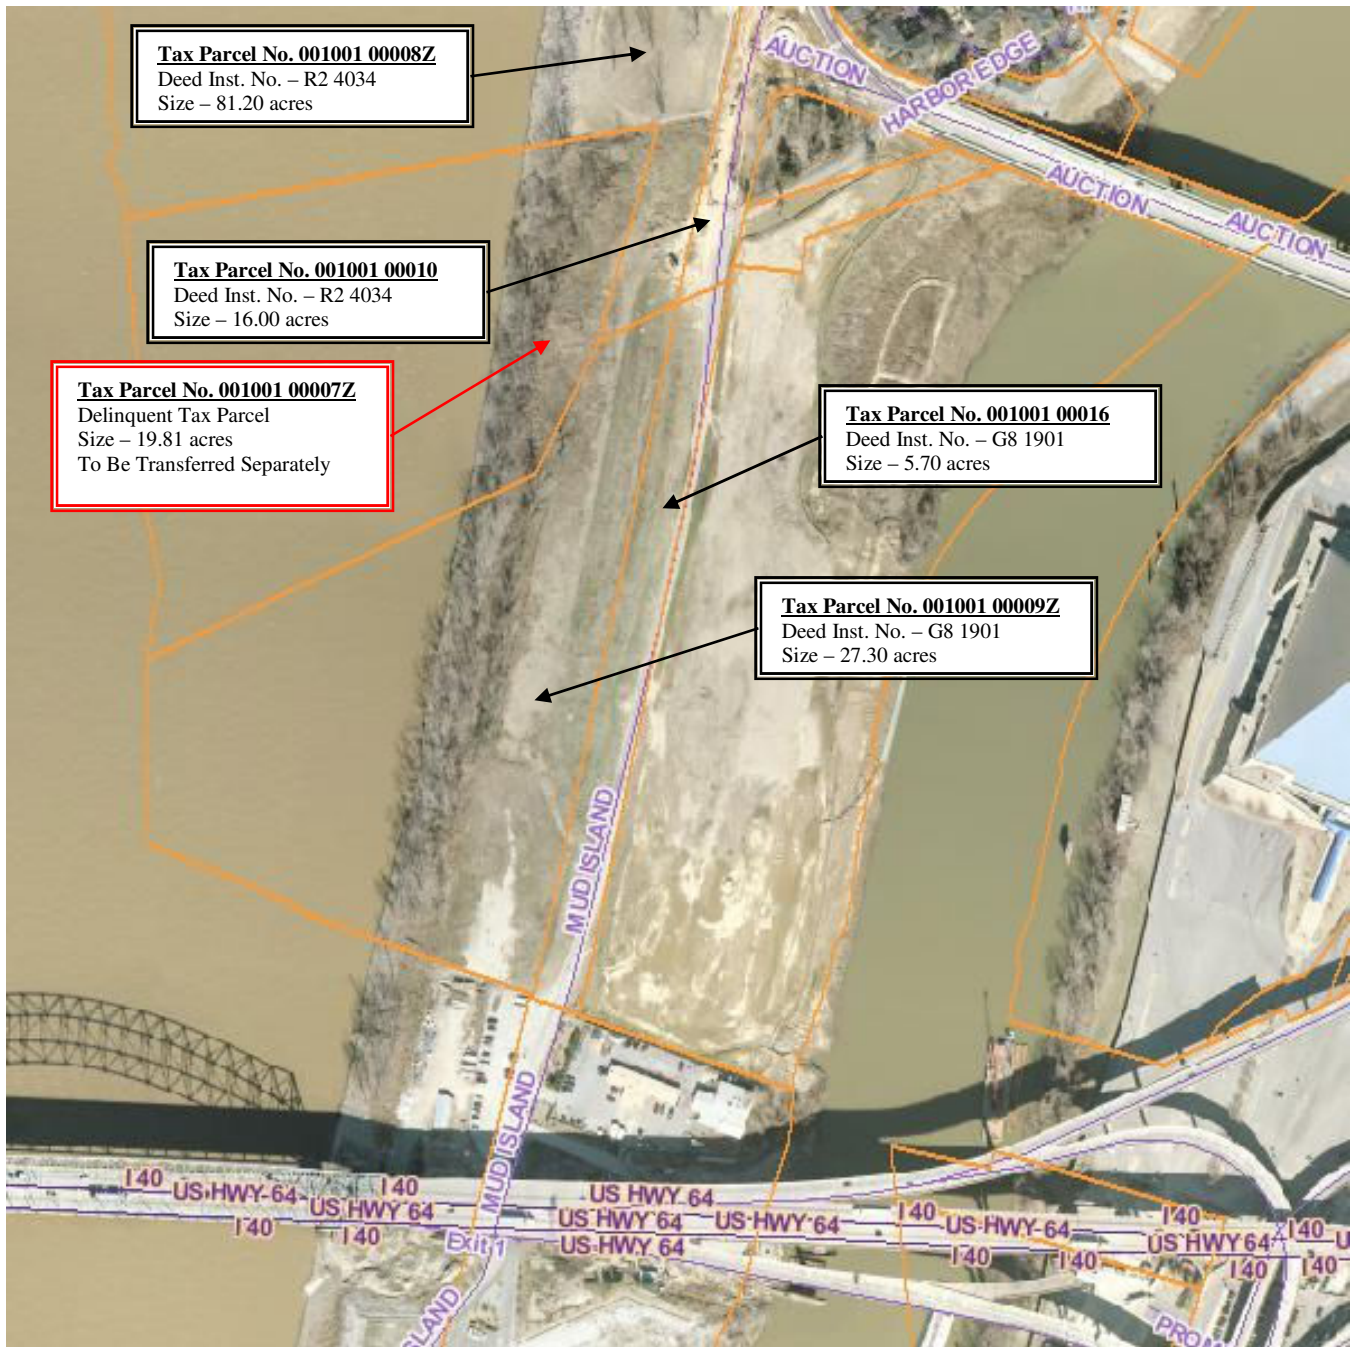 Tax Parcel No. 001001 00008Z
Deed Inst. No. – R2 4034
Size – 81.20 acres
AUCTION
HARBOR EDGE
AUCTION
AUCTION
Tax Parcel No. 001001 00010
Deed Inst. No. – R2 4034
Size – 16.00 acres
Tax Parcel No. 001001 00007Z
Delinquent Tax Parcel
Size – 19.81 acres
To Be Transferred Separately
Tax Parcel No. 001001 00016
Deed Inst. No. – G8 1901
Size – 5.70 acres
Tax Parcel No. 001001 00009Z
Deed Inst. No. – G8 1901
Size – 27.30 acres
MUD ISLAND
MUD ISLAND
I 40
US HWY 64
I 40
US HWY 64
US HWY 64
I 40
I 40
US HWY 64
US HWY 64
US HWY 64
I 40
US HWY 64
I 40
I 40
I 40
I 40
US HWY 64
U
I 40
I 40
Exit 1
SLAND
PROM